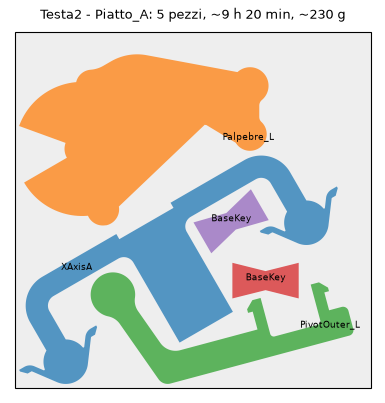 Testa2 - Piatto_A: 5 pezzi, ~9 h 20 min, ~230 g
Palpebre_L
BaseKey
XAxisA
BaseKey
PivotOuter_L